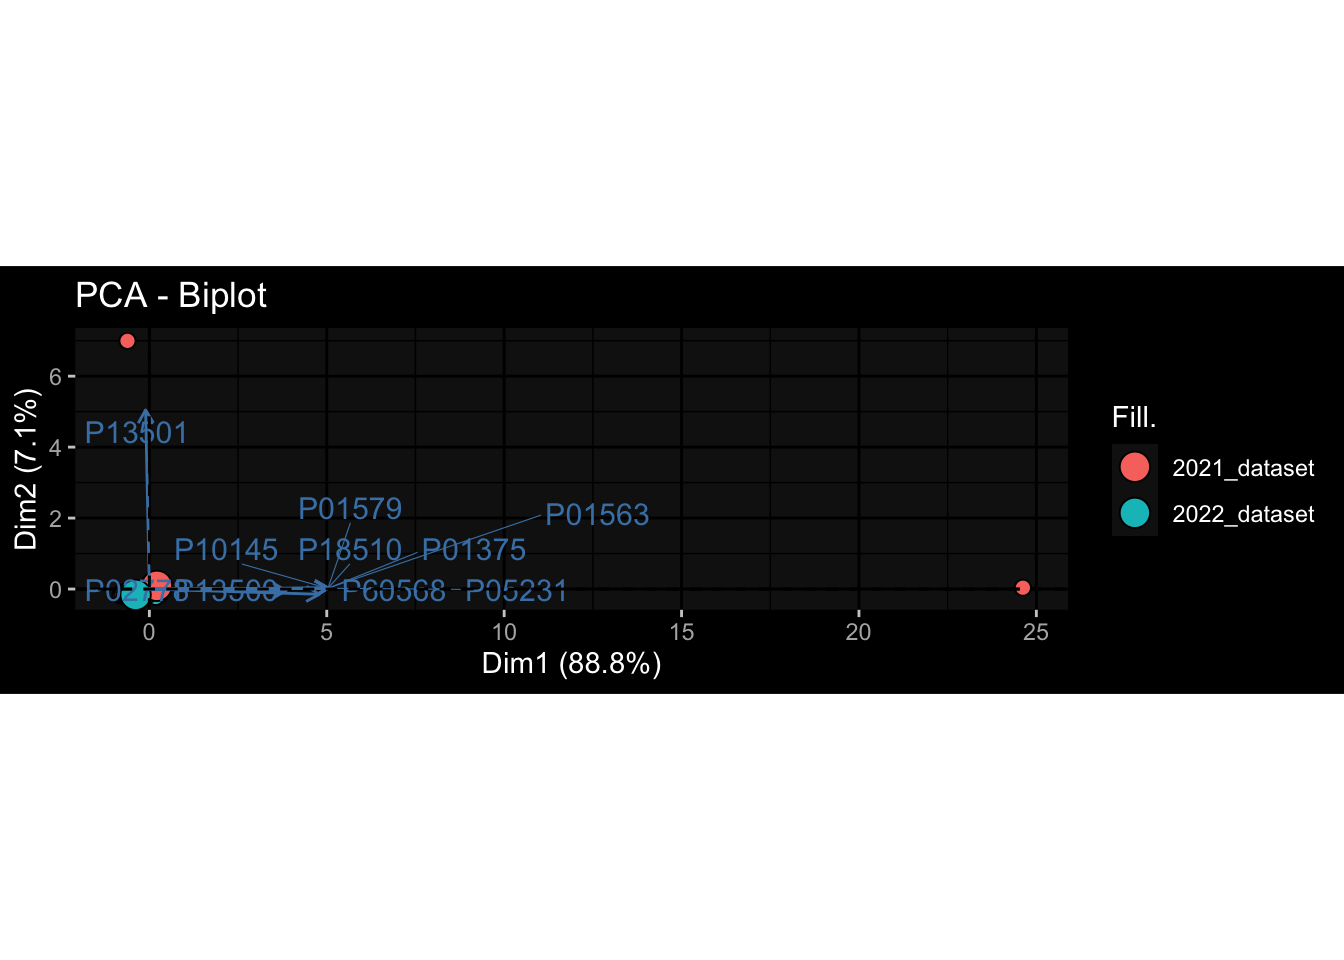 PCA - Biplot
Dim2 (7.1%)
6
4
2
0
P13501
P01579
P01563
P10145
P18510
P01375
P02778
P13500
P60568
P05231
0
5
10
15
20
25
Dim1 (88.8%)
Fill.
2021_dataset
2022_dataset